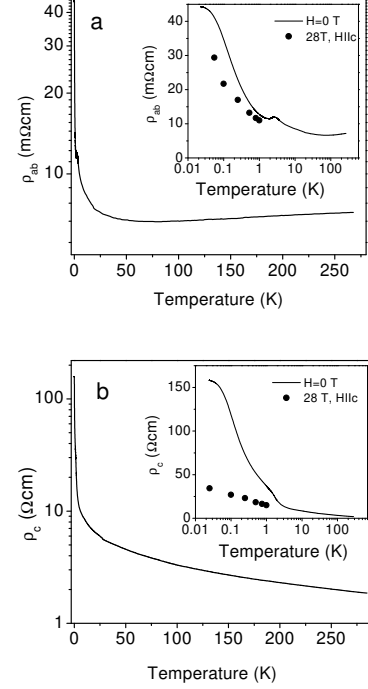 a
40
30
20
10
ρab (mΩcm)
0 50 100 150 200 250
Temperature (K)
H=0 T
28T, HIIc
40
30
20
10
0
ρab (mΩcm)
0.01 0.1 1 10 100
Temperature (K)
b
100
10
1
ρc (Ωcm)
0 50 100 150 200 250
Temperature (K)
H=0 T
28 T, HIIc
150
100
50
0
ρc (Ωcm)
0.01 0.1 1 10 100
Temperature (K)